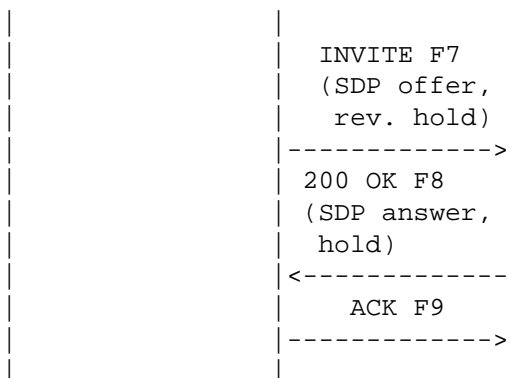 INVITE F7
(SDP offer,
rev. hold)
------------->
200 OK F8
(SDP answer,
hold)
<-------------
ACK F9
------------->